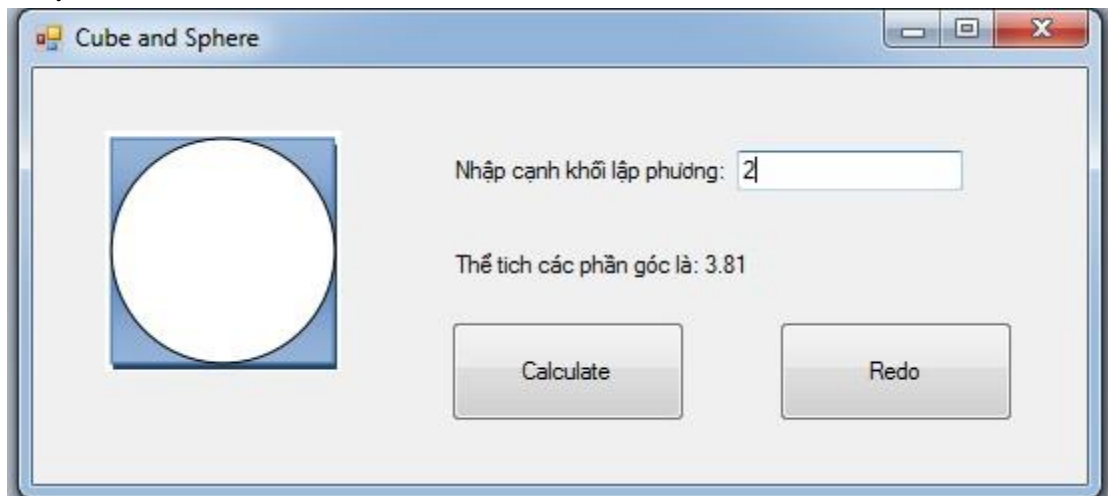 Cube and Sphere
Nhập cạnh khối lập phương: 2
Thể tich các phần góc là: 3.81
Calculate Redo